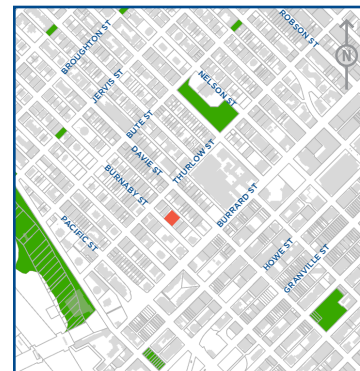 ROBSON ST
BROUGHTON ST
N
NELSON ST
JERVIS ST
BUTE ST
THURLOW ST
DAVIE ST
BURNABY ST
BURRARD ST
PACIFIC ST
HOWE ST
GRANVILLE ST